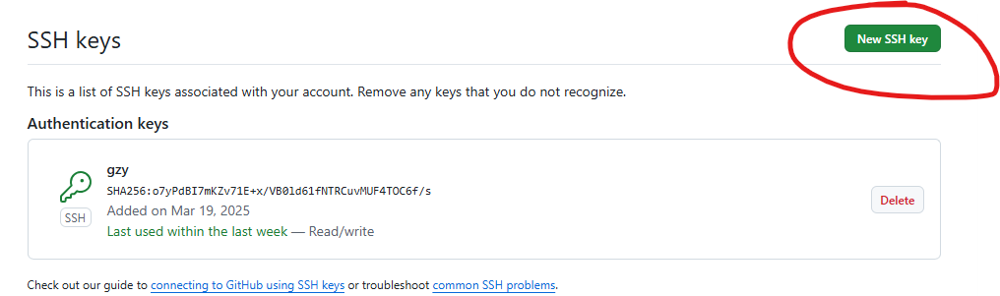 SSH keys
New SSH key
This is a list of SSH keys associated with your account. Remove any keys that you do not recognize.
Authentication keys
gzy
SHA256:o7yPdBI7mKZv71E+x/VB0ld61fNTRCuvMUF4TOC6f/s
SSH
Added on Mar 19, 2025
Last used within the last week — Read/write
Delete
Check out our guide to connecting to GitHub using SSH keys or troubleshoot common SSH problems.